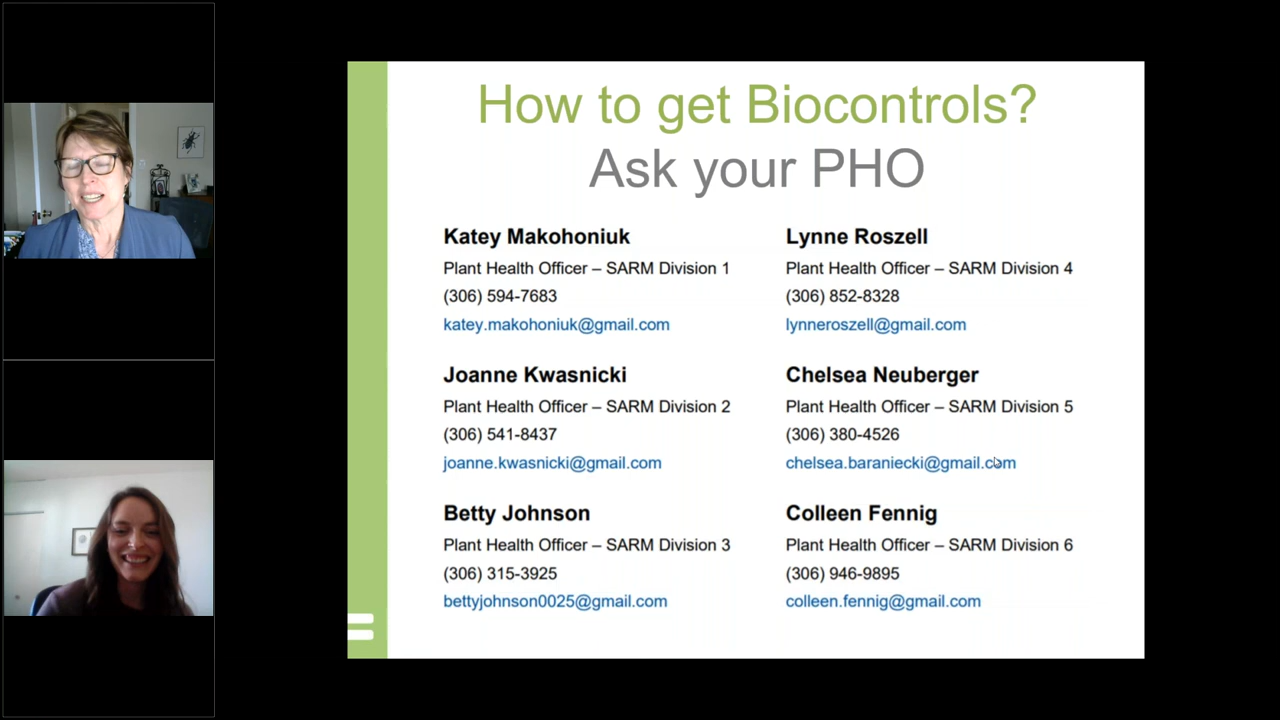 How to get Biocontrols?
Ask your PHO
Katey Makohoniuk
Plant Health Officer – SARM Division 1
(306) 594-7683
katey.makohoniuk@gmail.com
Joanne Kwasnicki
Plant Health Officer – SARM Division 2
(306) 541-8437
joanne.kwasnicki@gmail.com
Betty Johnson
Plant Health Officer – SARM Division 3
(306) 315-3925
bettyjohnson0025@gmail.com
Lynne Roszell
Plant Health Officer – SARM Division 4
(306) 852-8328
lynneroszell@gmail.com
Chelsea Neuberger
Plant Health Officer – SARM Division 5
(306) 380-4526
chelsea.baraniecki@gmail.com
Colleen Fennig
Plant Health Officer – SARM Division 6
(306) 946-9895
colleen.fennig@gmail.com